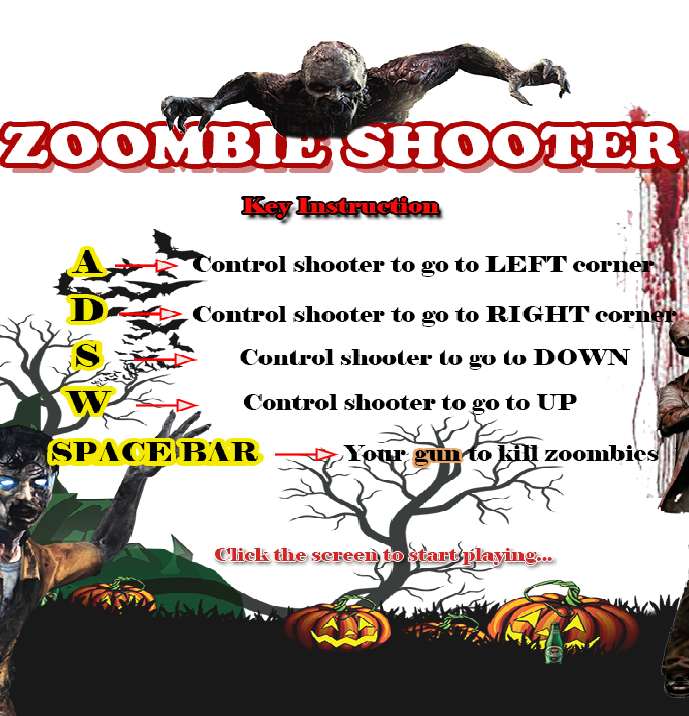 ZOOMBIE SHOOTER
Key Instruction
A Control shooter to go to LEFT corner
D Control shooter to go to RIGHT corner
S Control shooter to go to DOWN
W Control shooter to go to UP
SPACE BAR Your gun to kill zoombies
Click the screen to start playing...